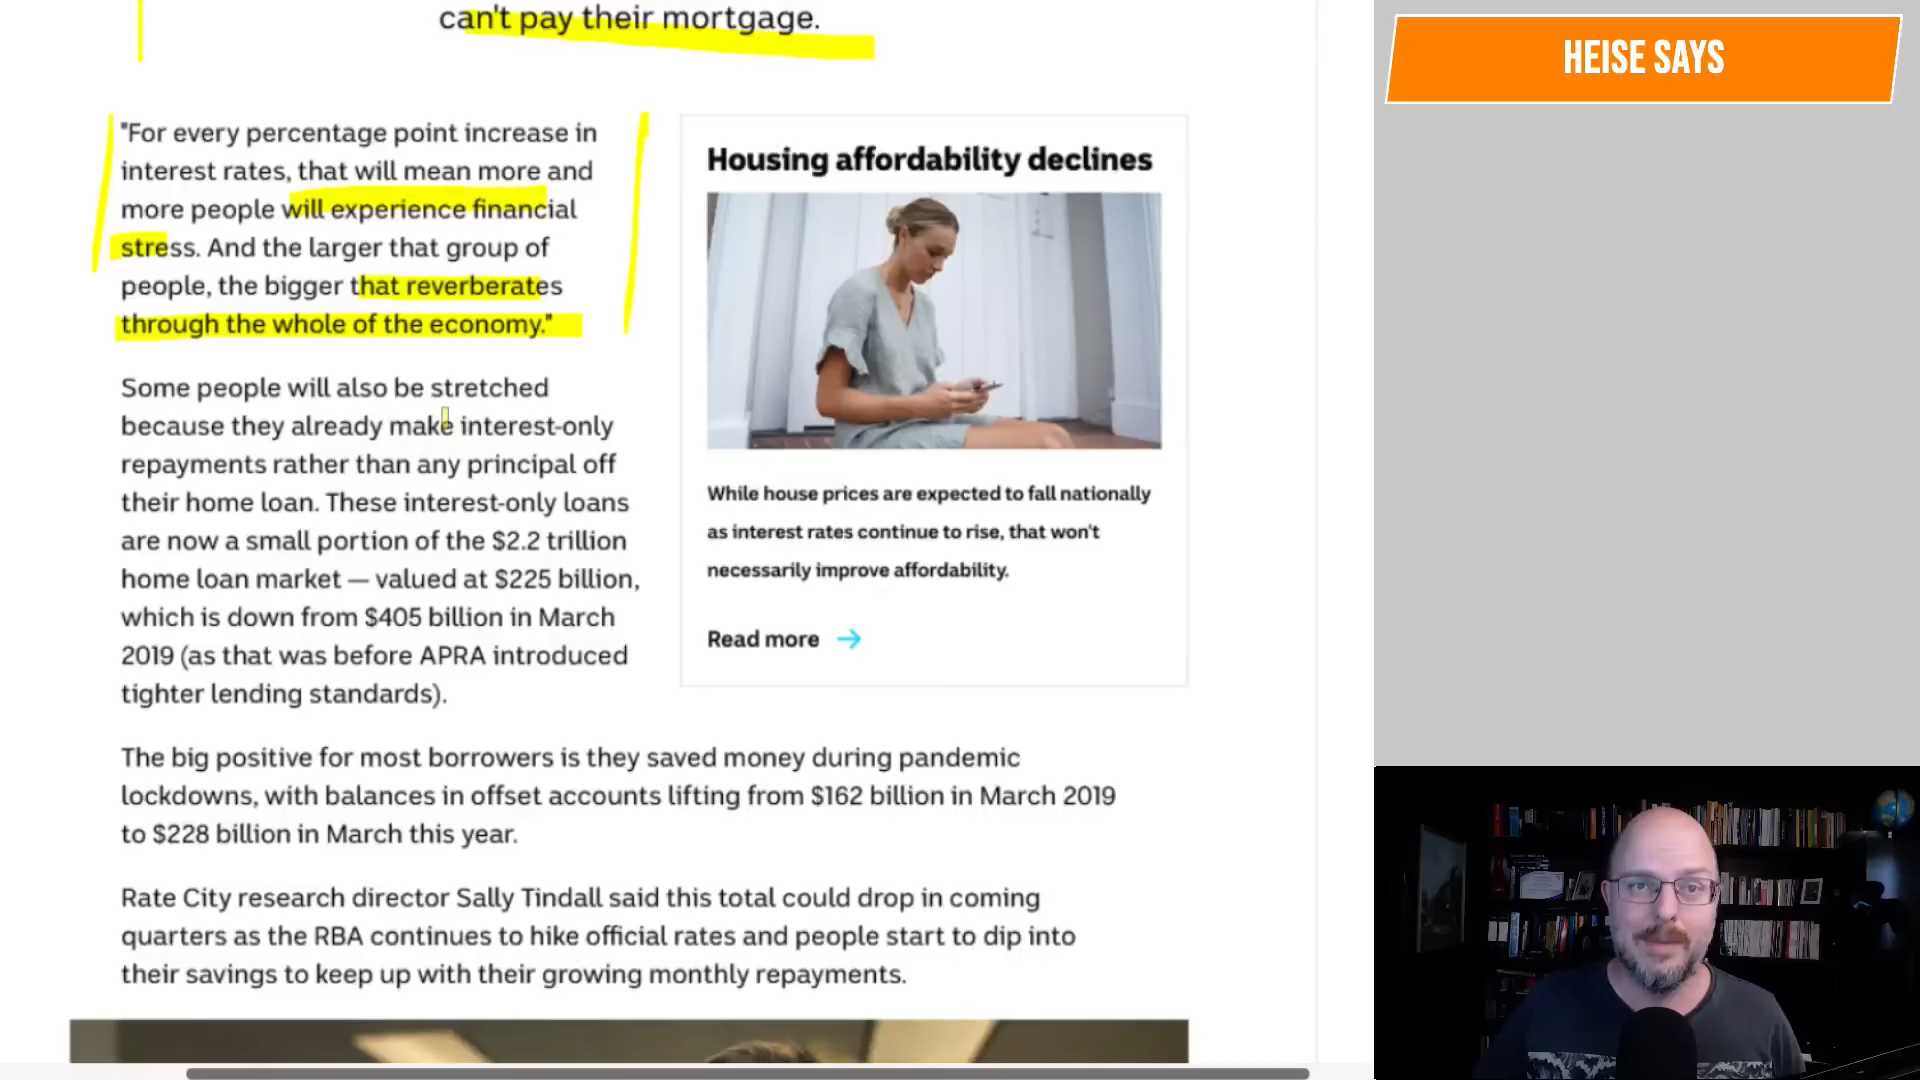 can't pay their mortgage.
HEISE SAYS
"For every percentage point increase in
interest rates, that will mean more and
more people will experience financial
stress. And the larger that group of
people, the bigger that reverberates
through the whole of the economy."
Some people will also be stretched
because they already make interest-only
repayments rather than any principal off
their home loan. These interest-only loans
are now a small portion of the $2.2 trillion
home loan market — valued at $225 billion,
which is down from $405 billion in March
2019 (as that was before APRA introduced
tighter lending standards).
Housing affordability declines
While house prices are expected to fall nationally
as interest rates continue to rise, that won't
necessarily improve affordability.
Read more
The big positive for most borrowers is they saved money during pandemic
lockdowns, with balances in offset accounts lifting from $162 billion in March 2019
to $228 billion in March this year.
Rate City research director Sally Tindall said this total could drop in coming
quarters as the RBA continues to hike official rates and people start to dip into
their savings to keep up with their growing monthly repayments.